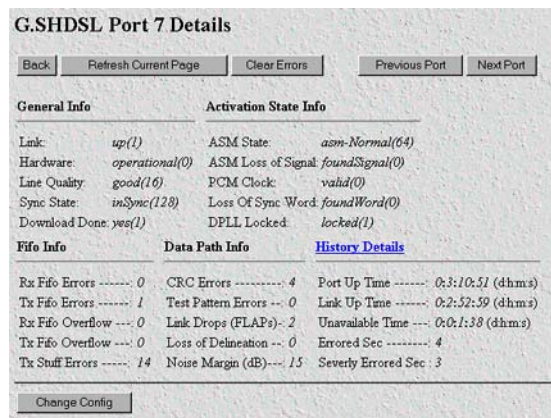 G.SHDSL Port 7 Details
Back Refresh Current Page Clear Errors Previous Port Next Port
General Info Activation State Info
Link: up(1) ASM State: asm-Normal(64)
Hardware: operational(0) ASM Loss of Signal: foundSignal(0)
Line Quality: good(16) PCM Clock: valid(0)
Sync State: inSync(128) Loss Of Sync Word: foundWord(0)
Download Done: yes(1) DPLL Locked: locked(1)
Fifo Info Data Path Info History Details
Rx Fifo Errors ------: 0 CRC Errors ---------: 4 Port Up Time ------: 0:3:10:51 (d:h:m:s)
Tx Fifo Errors ------: 1 Test Pattern Errors --: 0 Link Up Time ------: 0:2:52:59 (d:h:m:s)
Rx Fifo Overflow ---: 0 Link Drops (FLAPs)-: 2 Unavailable Time ---: 0:0:1:38 (d:h:m:s)
Tx Fifo Overflow ---: 0 Loss of Delineation --: 0 Errored Sec --------: 4
Tx Stuff Errors -----: 14 Noise Margin (dB)---: 15 Severly Errored Sec : 3
Change Config